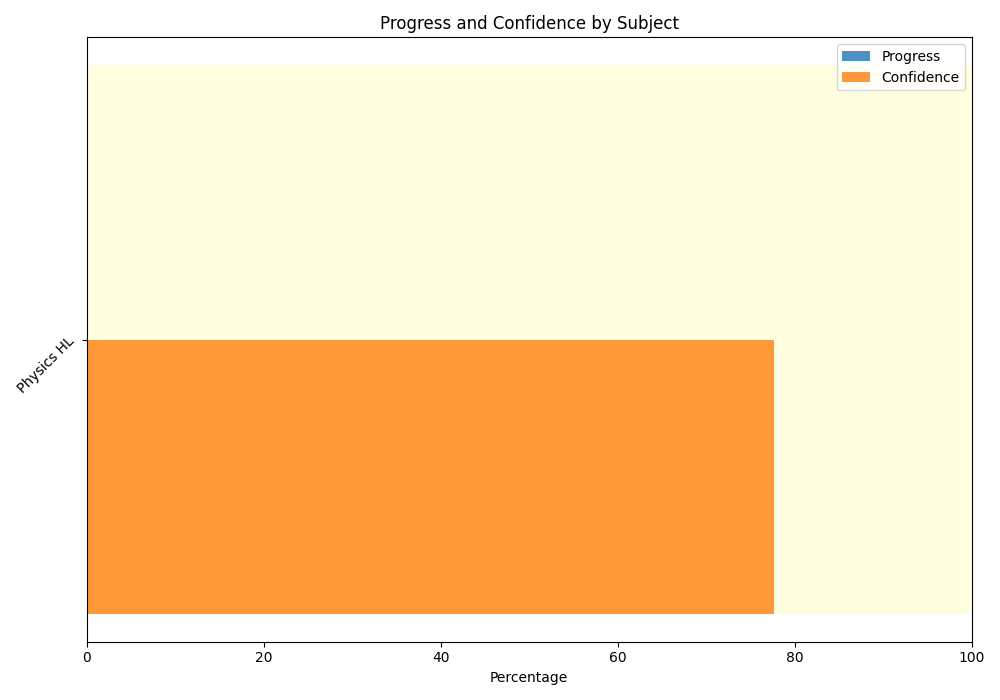 Progress and Confidence by Subject
Progress
Confidence
Physics HL
0 20 40 60 80 100
Percentage